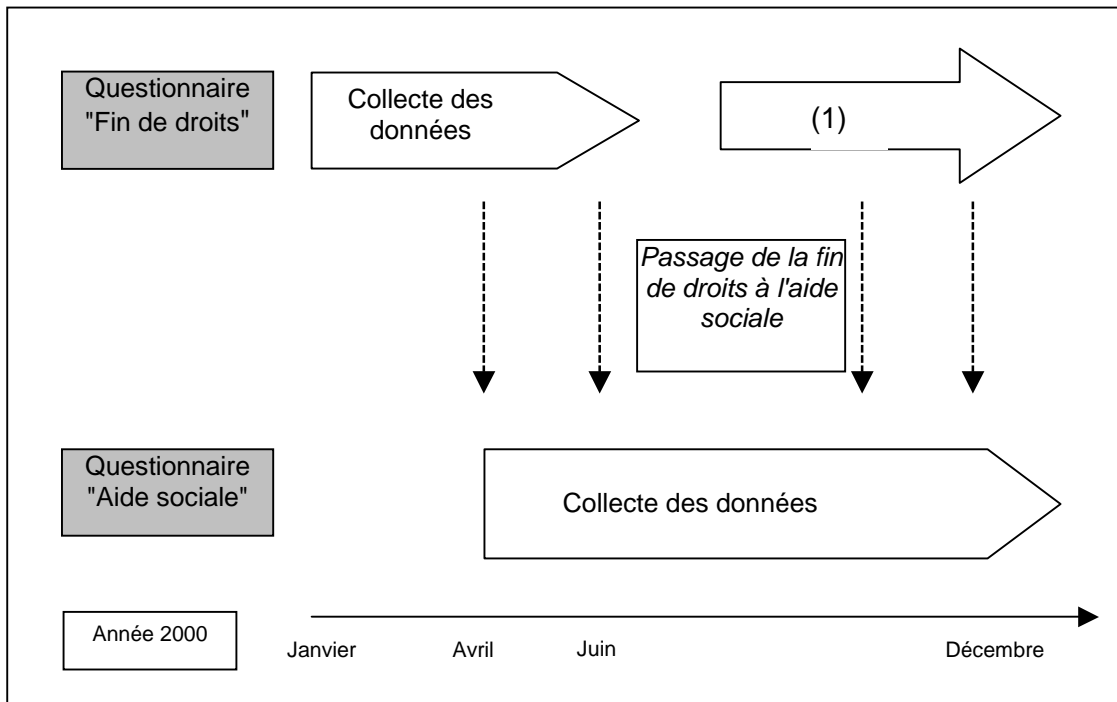 Questionnaire
"Fin de droits"
Collecte des
données
(1)
Passage de la fin
de droits à l'aide
sociale
Questionnaire
"Aide sociale"
Collecte des données
Année 2000
Janvier
Avril
Juin
Décembre